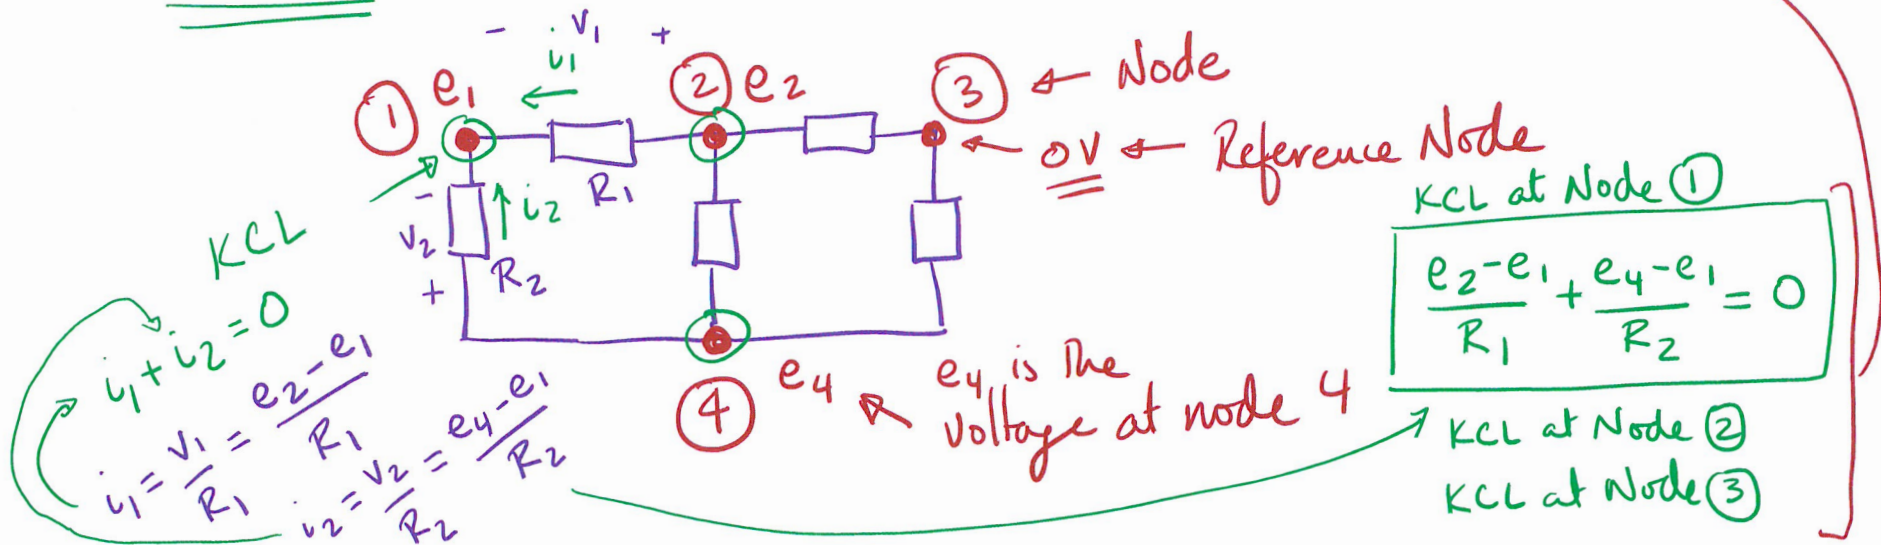 - v₁ +
i₁
① e₁ ② e₂ ③ ← Node
0V ← Reference Node
R₁
- v₂ +
i₂
R₂
KCL
i₁ + i₂ = 0
i₁ = v₁/R₁ = (e₂-e₁)/R₁
i₂ = v₂/R₂ = (e₄-e₁)/R₂
④ e₄
e₄ is the
voltage at node 4
KCL at Node ①
(e₂-e₁)/R₁ + (e₄-e₁)/R₂ = 0
KCL at Node ②
KCL at Node ③